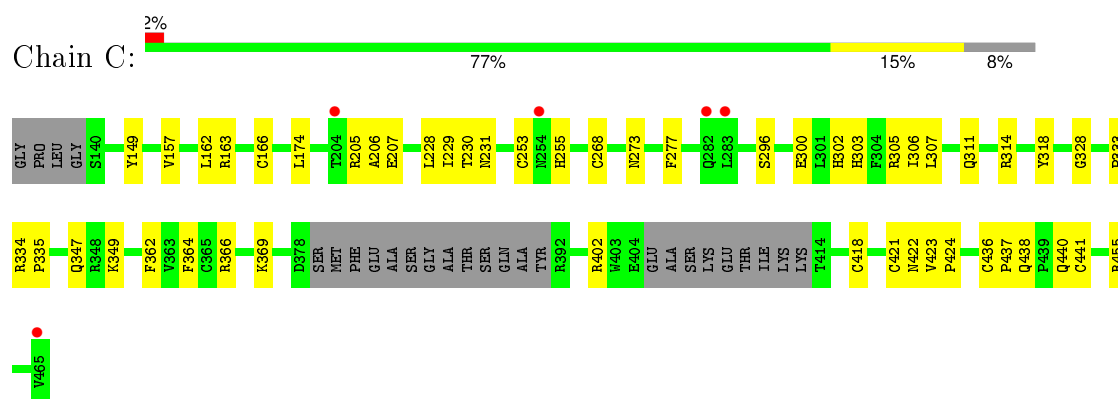 2%
Chain C:
77% 15% 8%
GLY PRO LEU GLY S140 Y149 V157 L162 R163 C166 L174 T204 R205 A206 E207 L228 I229 T230 N231 C253 N254 H255 C268 N273 F277 Q282 L283 S296 E300 L301 H302 H303 F304 R305 I306 L307 Q311 R314 Y318 G328
R334 P335 Q347 R348 K349 F362 V363 F364 C365 R366 K369 D378 SER MET PHE GLU ALA SER GLY ALA THR SER GLN ALA TYR R392 R402 W403 E404 GLU ALA SER LYS GLU THR ILE LYS LYS T414 C418 C421 N422 V423 P424 C436 P437 Q438 P439 Q440 C441
V465